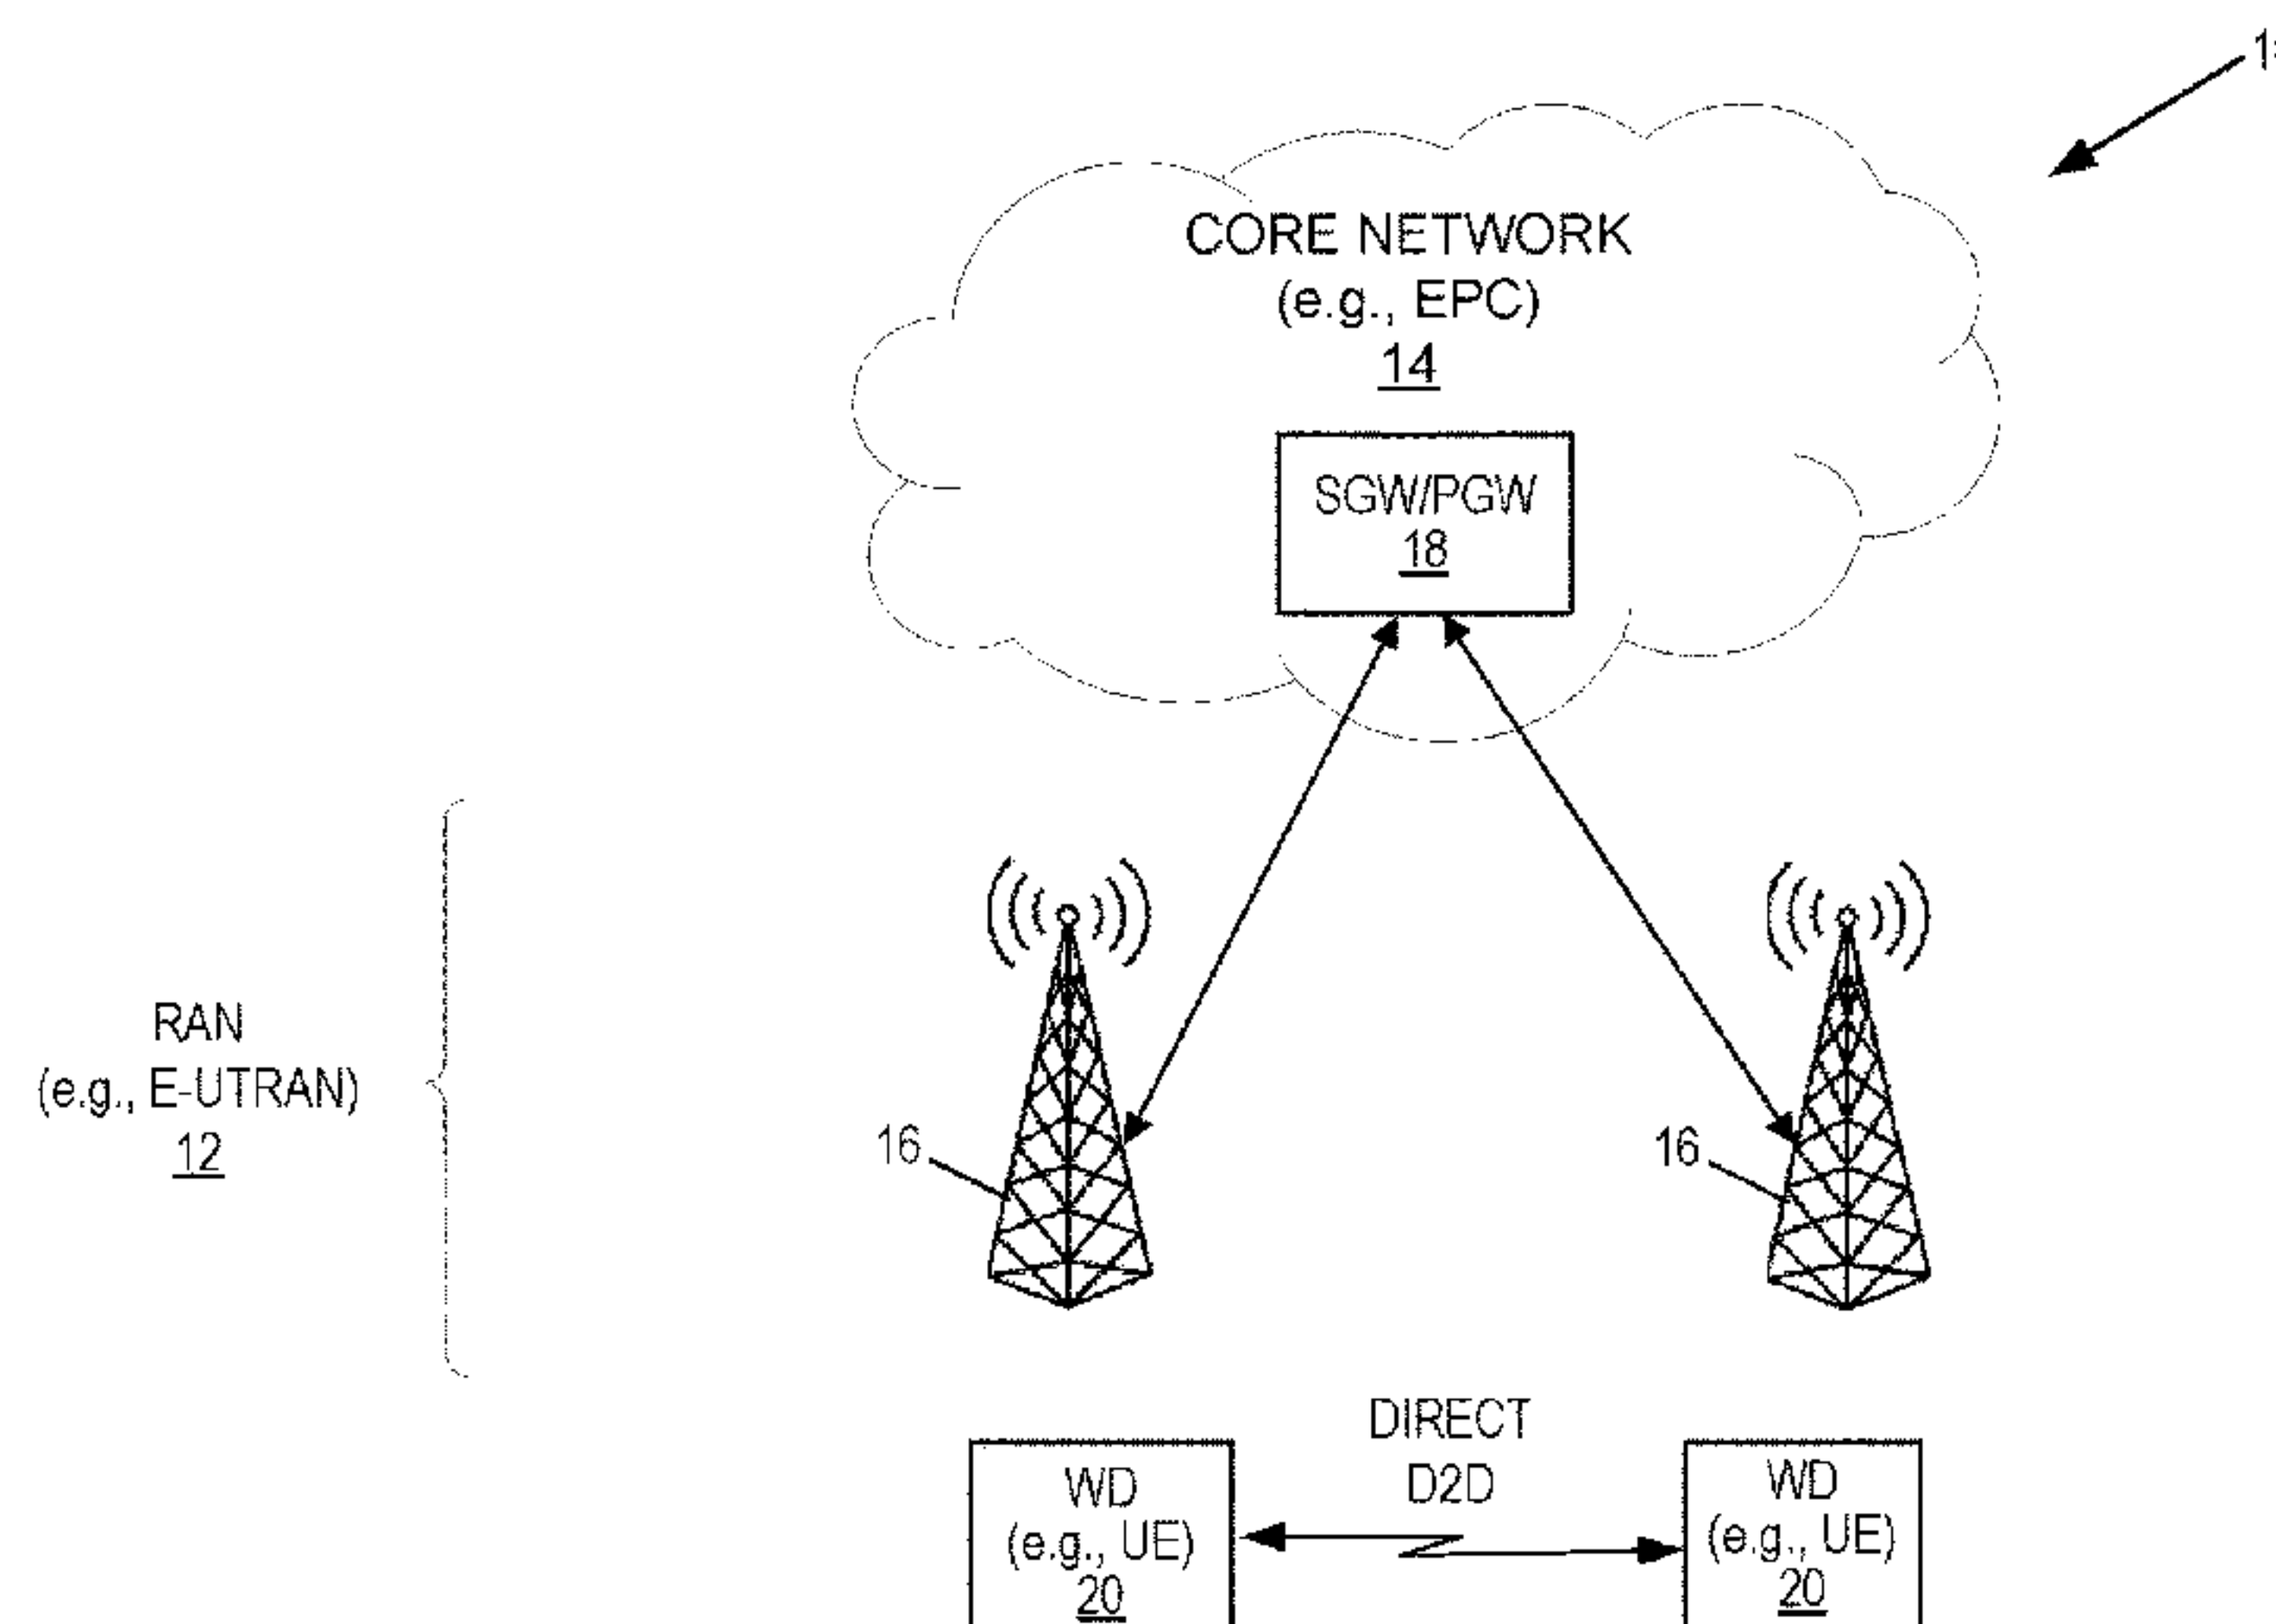 CORE NETWORK
(e.g., EPC)
14
SGW/PGW
18
RAN
(e.g., E-UTRAN)
12
16
16
DIRECT
D2D
WD
(e.g., UE)
20
WD
(e.g., UE)
20